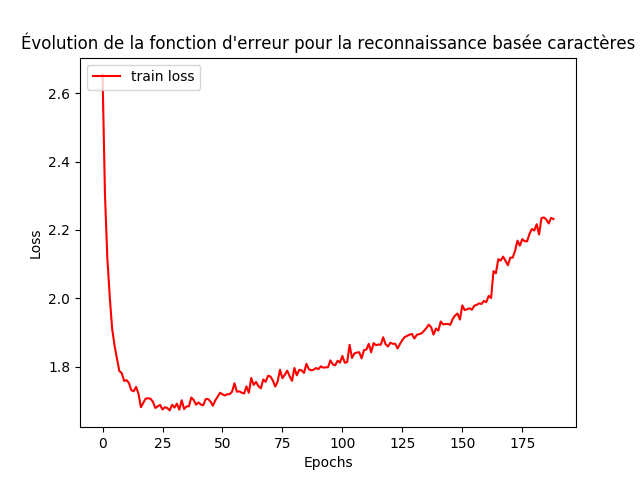 Évolution de la fonction d'erreur pour la reconnaissance basée caractères
train loss
2.6
2.4
2.2
2.0
1.8
Loss
0 25 50 75 100 125 150 175
Epochs